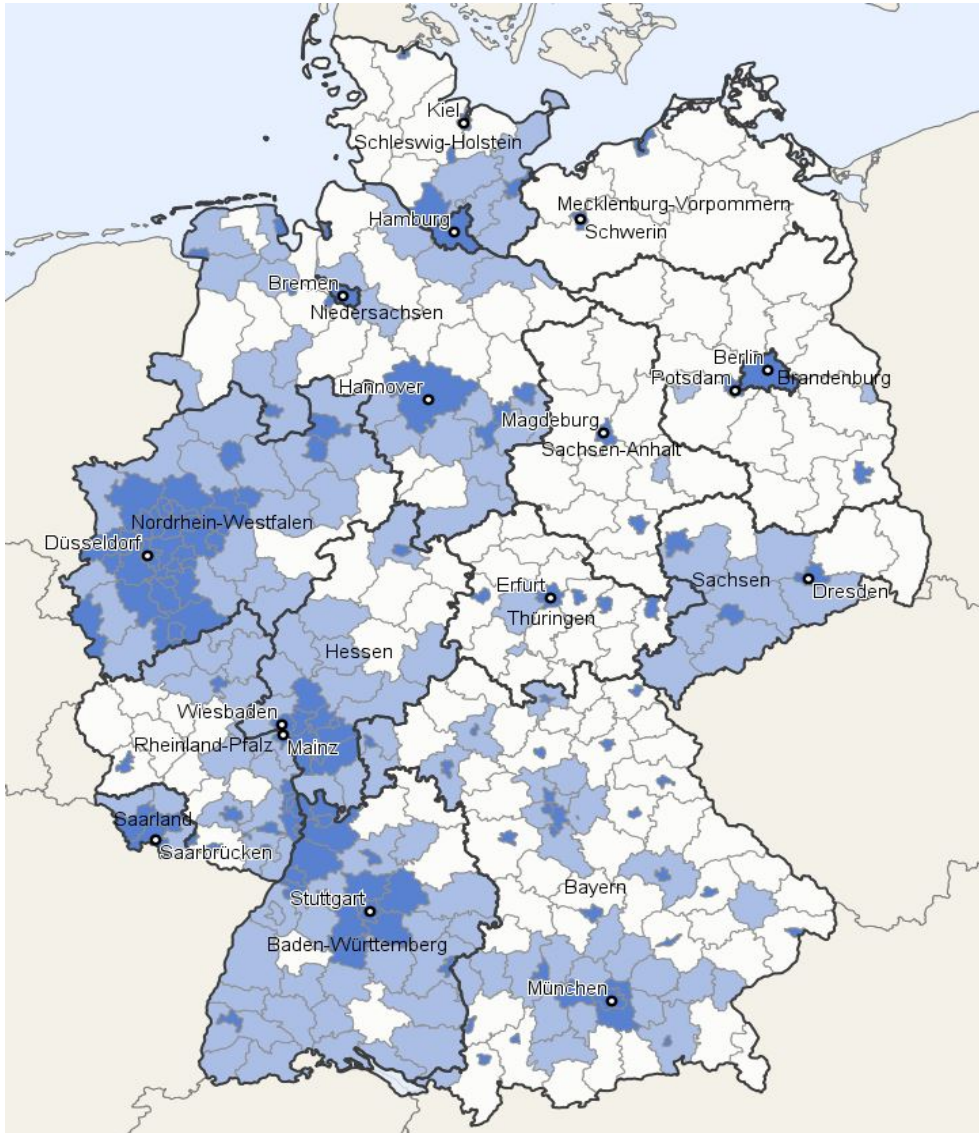 Kiel
Schleswig-Holstein
Mecklenburg-Vorpommern
Hamburg
Schwerin
Bremen
Niedersachsen
Berlin
Potsdam
Brandenburg
Hannover
Magdeburg
Sachsen-Anhalt
Nordrhein-Westfalen
Düsseldorf
Erfurt
Sachsen
Dresden
Thüringen
Hessen
Wiesbaden
Rheinland-Pfalz
Mainz
Saarland
Saarbrücken
Bayern
Stuttgart
Baden-Württemberg
München